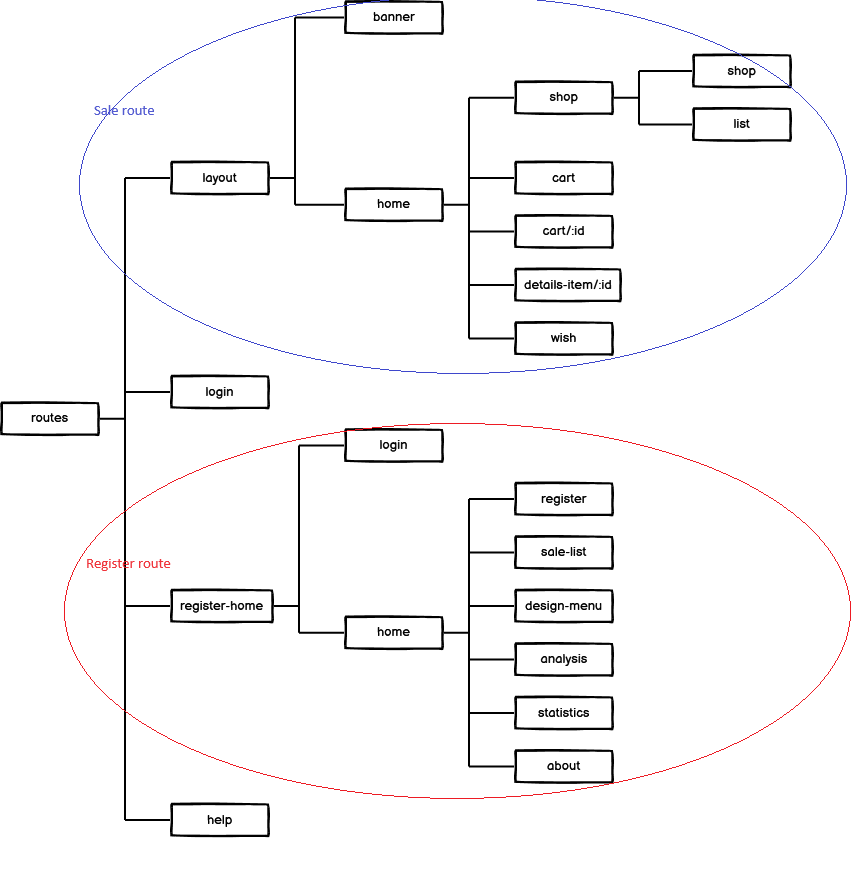 banner
shop
Sale route
shop
list
layout
cart
home
cart/:id
details-item/:id
wish
login
routes
login
register
sale-list
Register route
register-home
design-menu
home
analysis
statistics
about
help